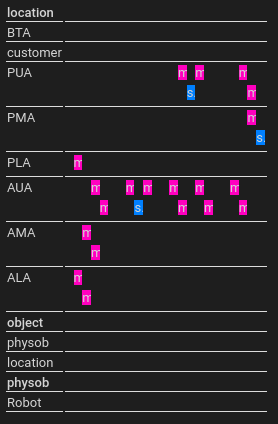 location
BTA
customer
PUA m m m
s m
PMA m
s.
PLA m
AUA m m m m m m
m s. m m m
AMA m
m
ALA m
m
object
physob
location
physob
Robot